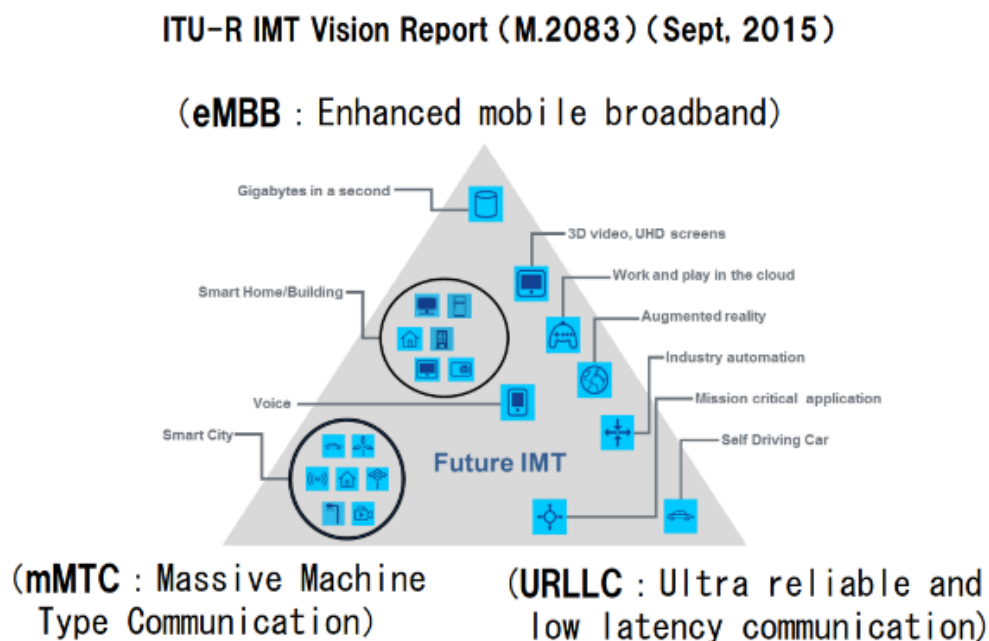 ITU-R IMT Vision Report (M.2083) (Sept, 2015)
(eMBB : Enhanced mobile broadband)
Gigabytes in a second
3D video, UHD screens
Work and play in the cloud
Smart Home/Building
Augmented reality
Industry automation
Mission critical application
Voice
Smart City
Self Driving Car
Future IMT
(mMTC : Massive Machine
Type Communication)
(URLLC : Ultra reliable and
low latency communication)